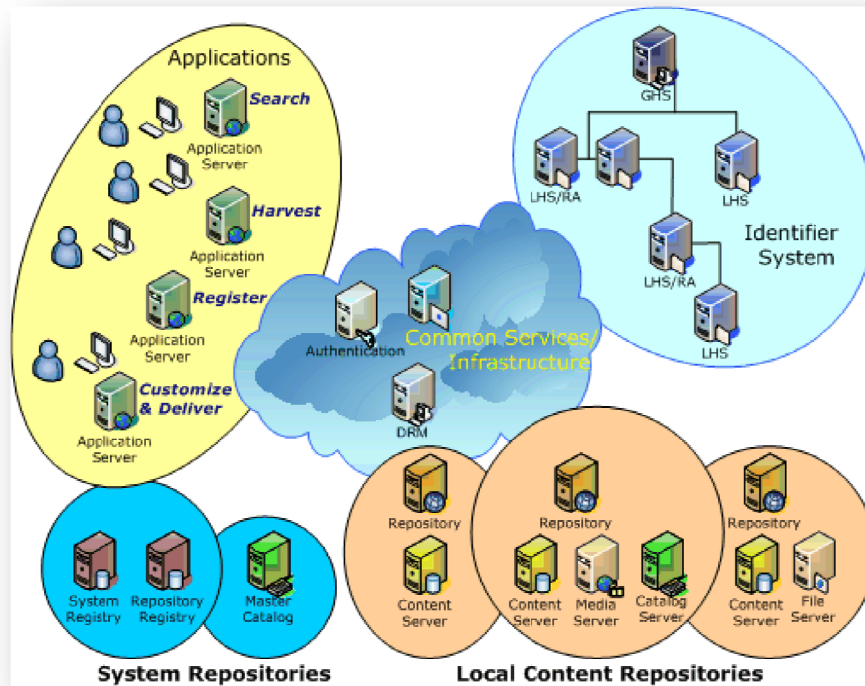 Applications
Search
Application
Server
Harvest
Application
Server
Register
Application
Server
Customize
& Deliver
Application
Server
GHS
LHS/RA
LHS
LHS/RA
LHS
Identifier
System
Authentication
Common Services/
Infrastructure
DRM
System
Registry
Repository
Registry
Master
Catalog
System Repositories
Repository
Content
Server
Repository
Content
Server
Media
Server
Catalog
Server
Repository
Content
Server
File
Server
Local Content Repositories